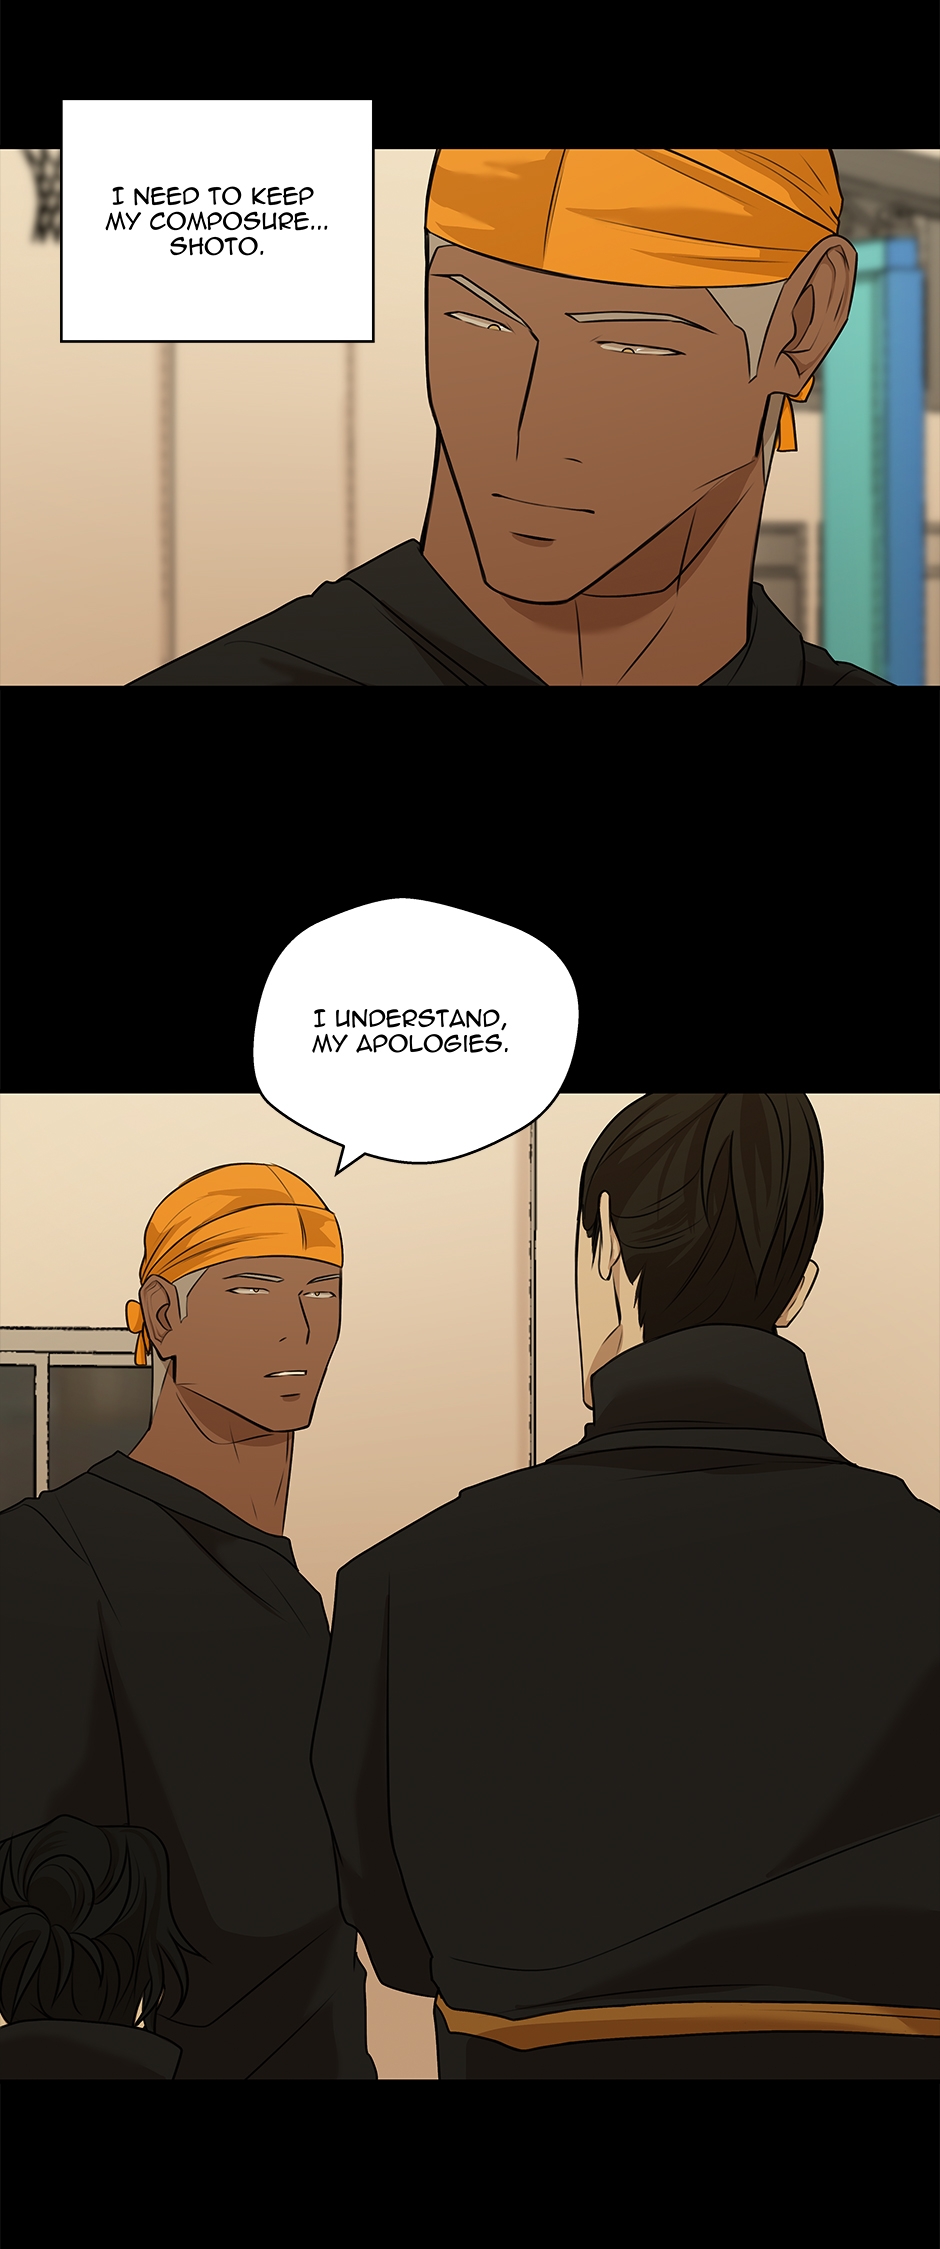 I NEED TO KEEP
MY COMPOSURE...
SHOTO.
I UNDERSTAND,
MY APOLOGIES.